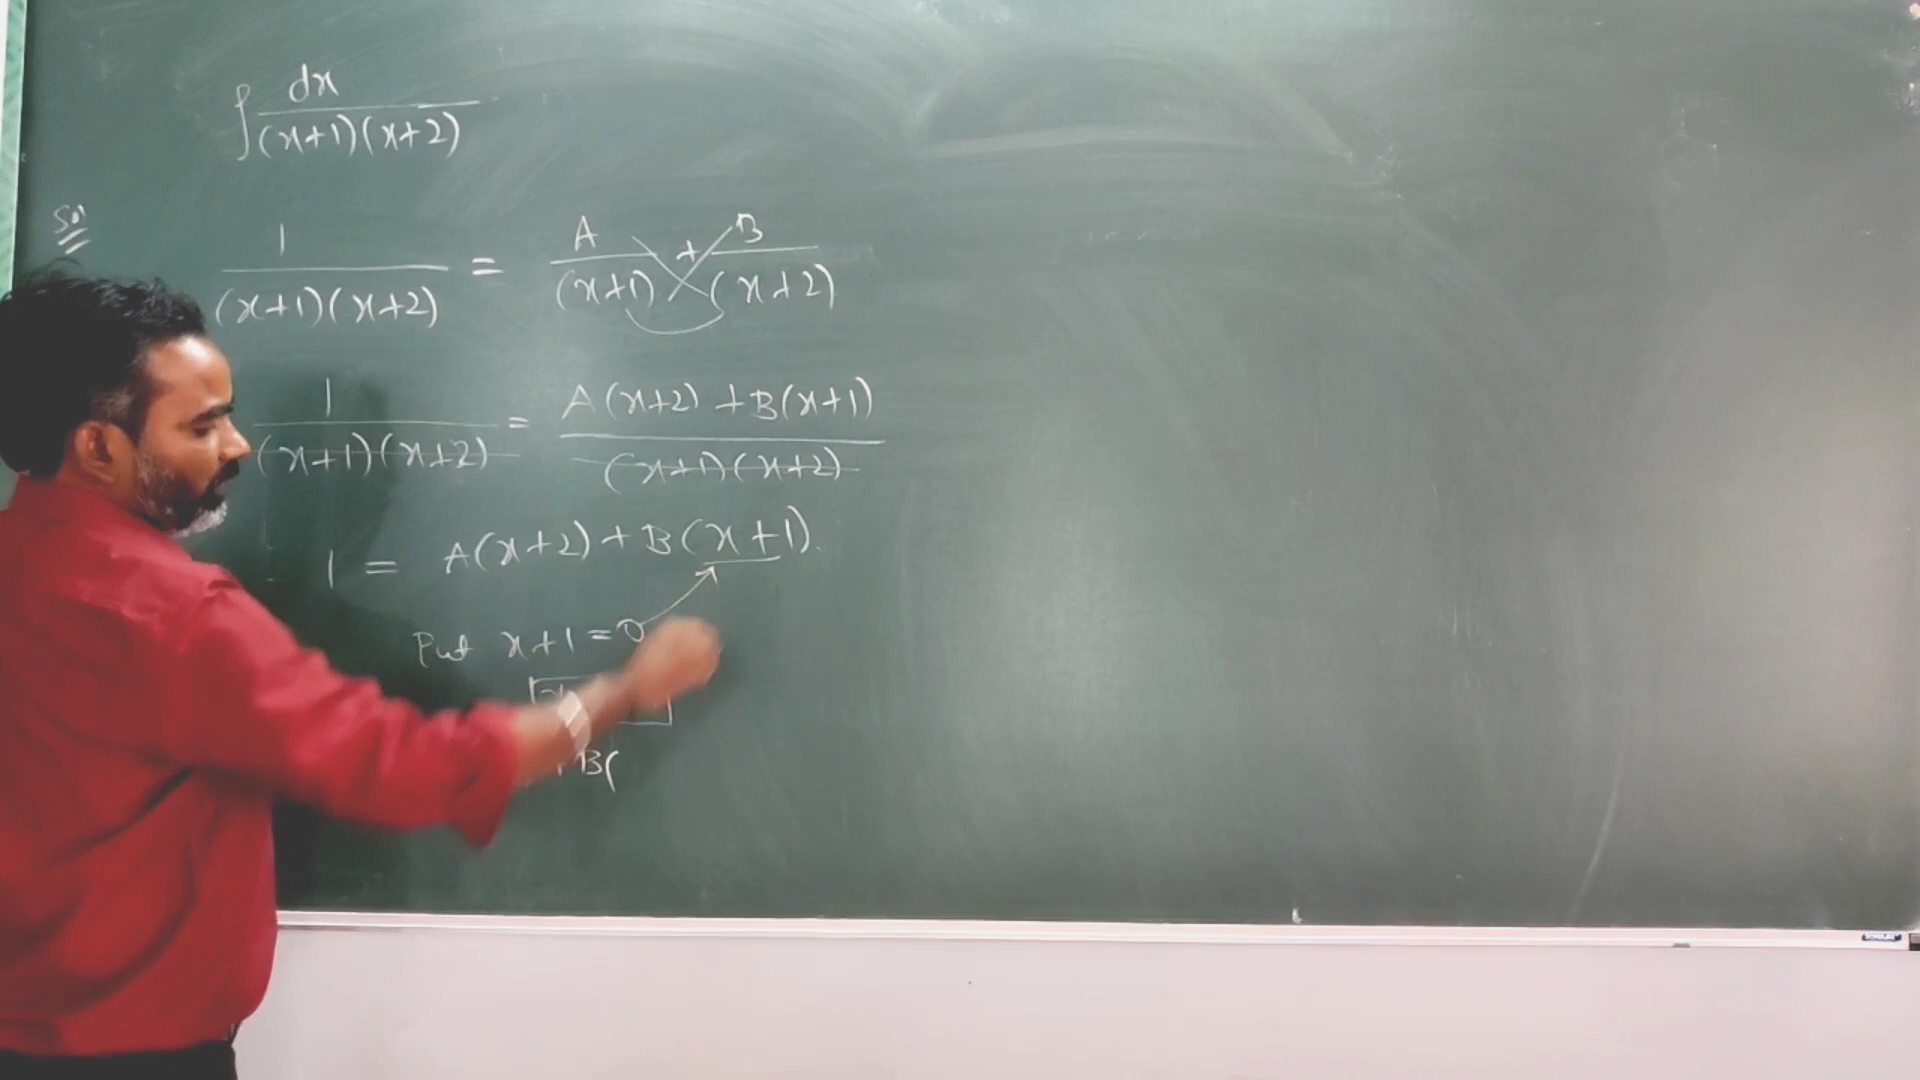 ∫ dx / (x+1)(x+2)
Sol
1 / (x+1)(x+2) = A / (x+1) + B / (x+2)
1 / (x+1)(x+2) = A(x+2) + B(x+1) / (x+1)(x+2)
1 = A(x+2) + B(x+1).
Put x+1 = 0
x
B(